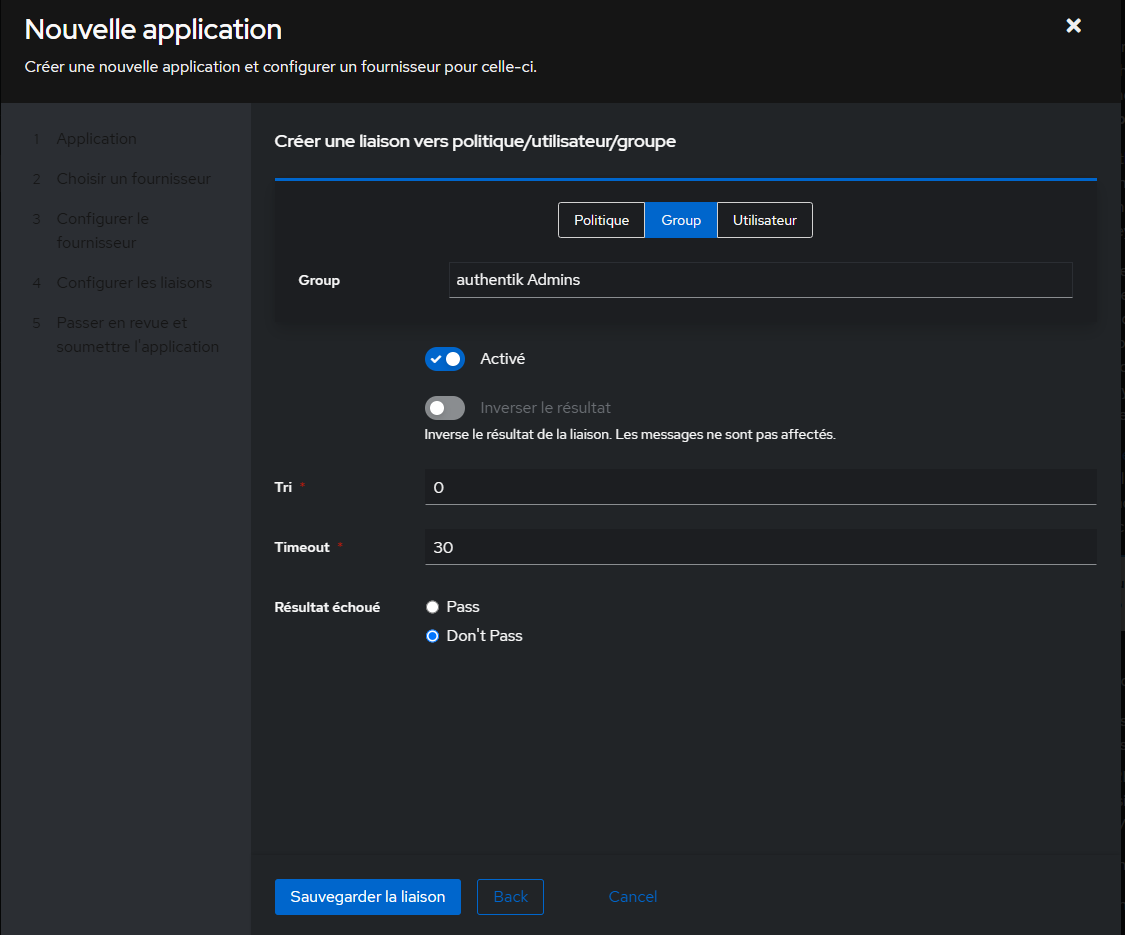 Nouvelle application
Créer une nouvelle application et configurer un fournisseur pour celle-ci.
1 Application
2 Choisir un fournisseur
3 Configurer le
fournisseur
4 Configurer les liaisons
5 Passer en revue et
soumettre l'application
Créer une liaison vers politique/utilisateur/groupe
Politique Group Utilisateur
Group authentik Admins
Activé
Inverser le résultat
Inverse le résultat de la liaison. Les messages ne sont pas affectés.
Tri * 0
Timeout * 30
Résultat échoué Pass
Don't Pass
Sauvegarder la liaison Back Cancel